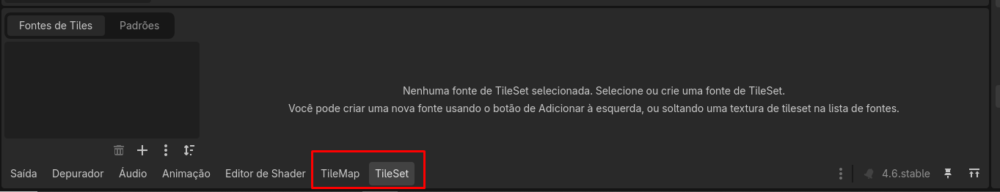 Fontes de Tiles Padrões
Nenhuma fonte de TileSet selecionada. Selecione ou crie uma fonte de TileSet.
Você pode criar uma nova fonte usando o botão de Adicionar à esquerda, ou soltando uma textura de tileset na lista de fontes.
Saída Depurador Áudio Animação Editor de Shader TileMap TileSet 4.6.stable